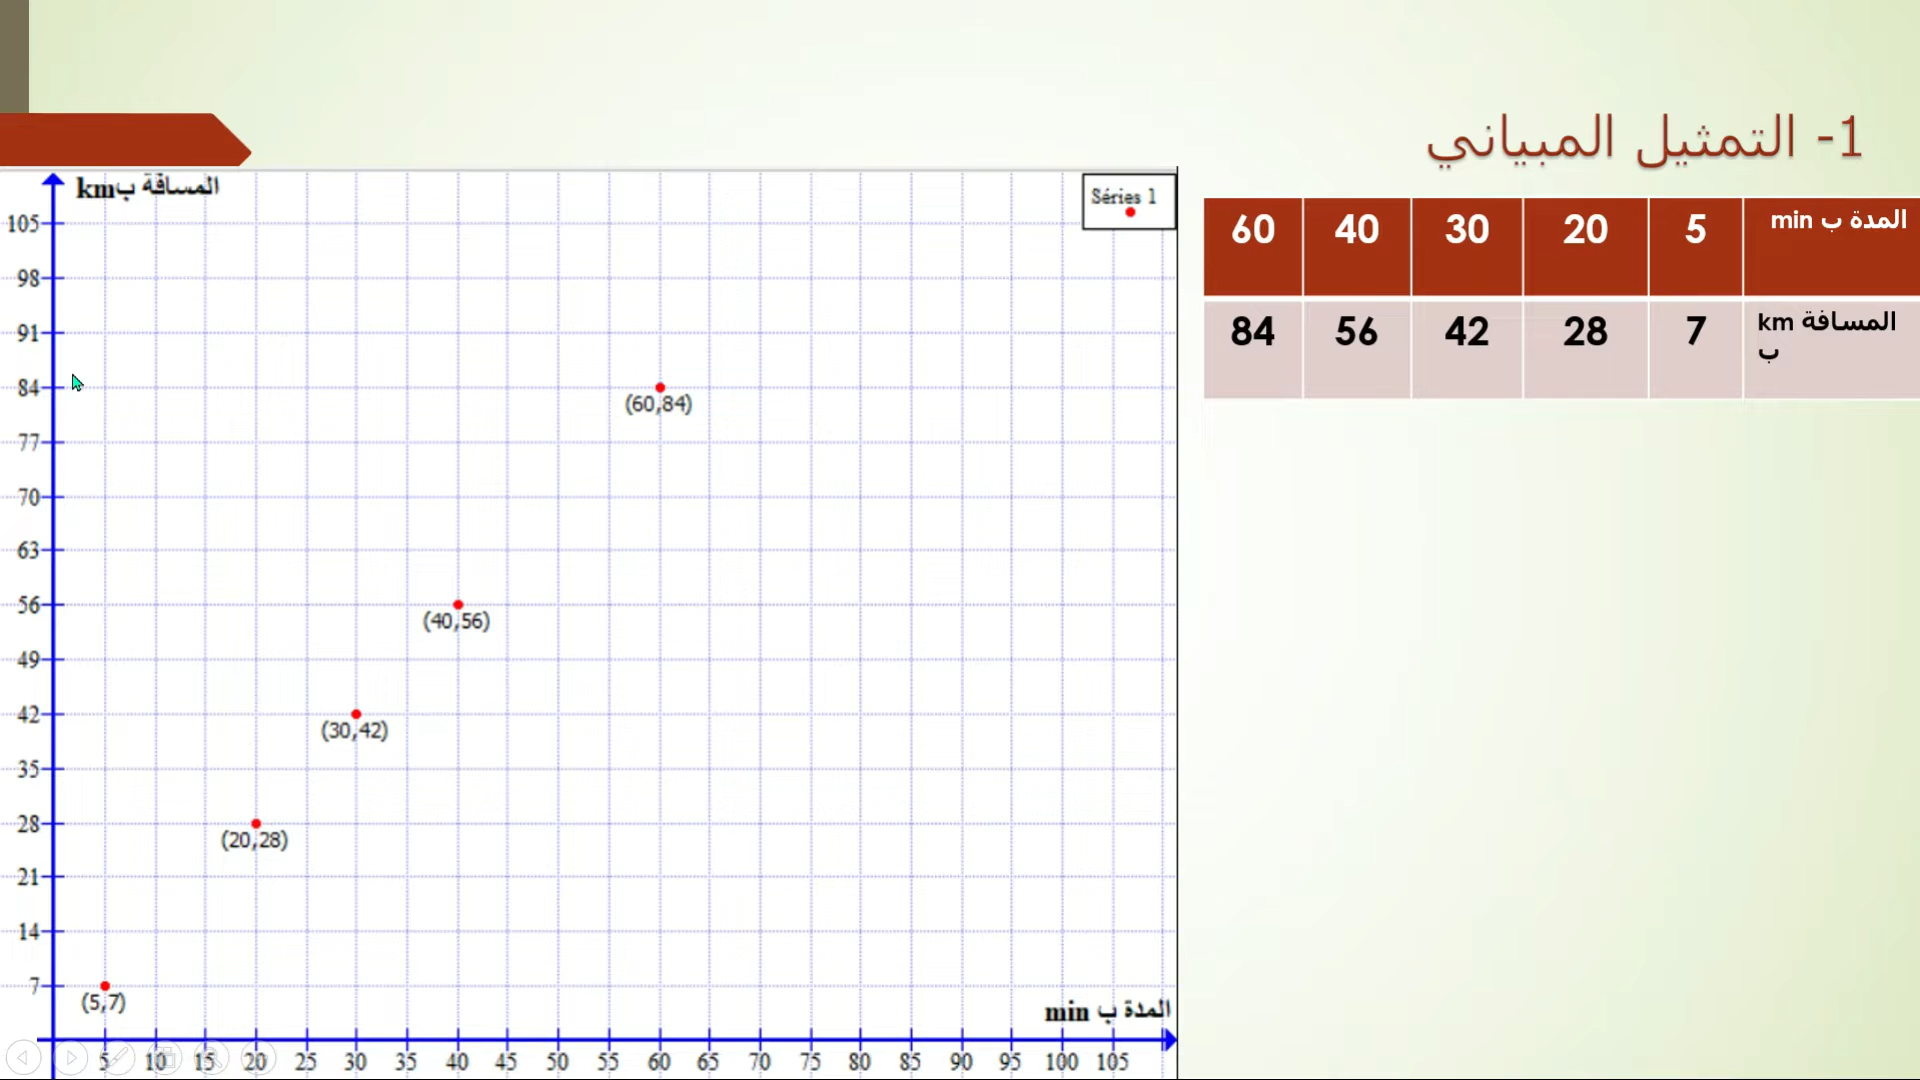 1- التمثيل المبياني
المدة ب min 5 20 30 40 60
المسافة km 7 28 42 56 84
ب
المسافة بkm
Séries 1
105
98
91
84
(60,84)
77
70
63
56
(40,56)
49
42
(30,42)
35
28
(20,28)
21
14
7
(5,7)
المدة ب min
5 10 15 20 25 30 35 40 45 50 55 60 65 70 75 80 85 90 95 100 105